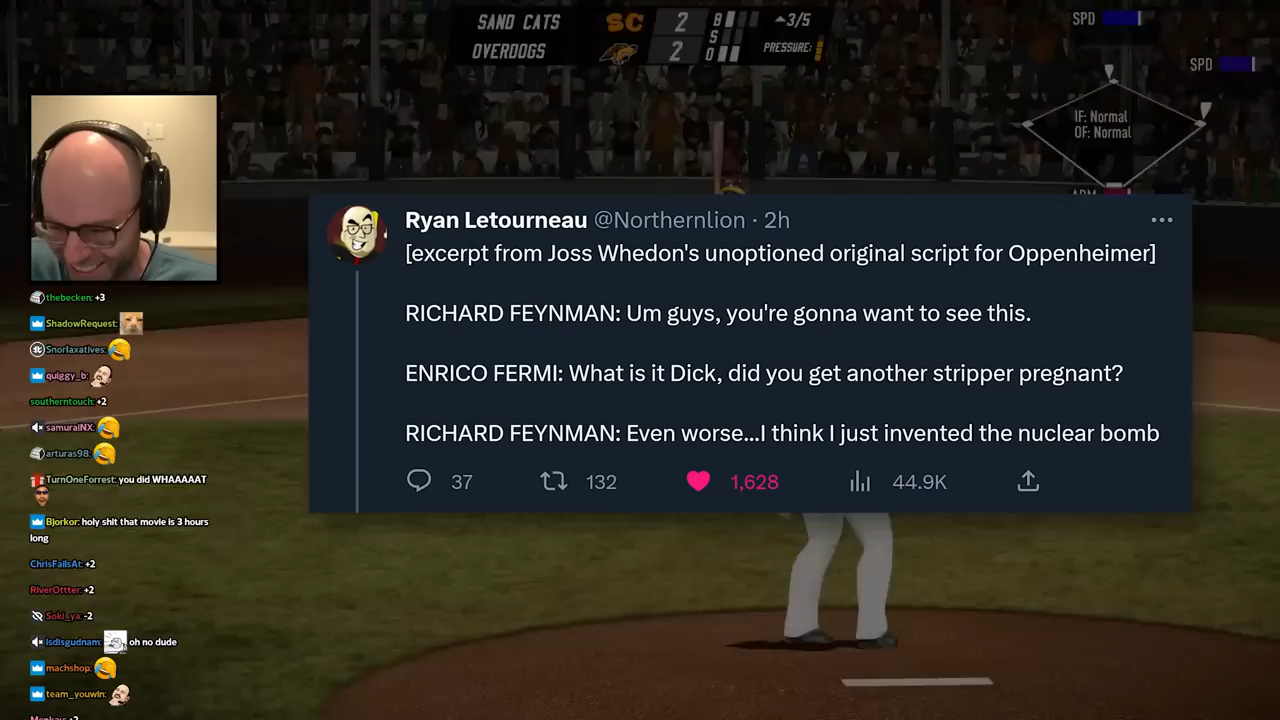 SAND CATS SC 2 B ▲3/5
S
OVERDOGS 2 O PRESSURE:
SPD
SPD
IF: Normal
OF: Normal
Ryan Letourneau @Northernlion · 2h
[excerpt from Joss Whedon's unoptioned original script for Oppenheimer]
RICHARD FEYNMAN: Um guys, you're gonna want to see this.
ENRICO FERMI: What is it Dick, did you get another stripper pregnant?
RICHARD FEYNMAN: Even worse...I think I just invented the nuclear bomb
37 132 1,628 44.9K
thebecken: +3
ShadowRequest:
Snorlaxatives:
quiggy_b:
southerntouch: +2
samuraiNX:
arturas98:
TurnOneForrest: you did WHAAAAAT
Bjorkor: holy shit that movie is 3 hours
long
ChrisFailsAt: +2
RiverOttter: +2
Soki_ya: -2
isdisgudnam: oh no dude
machshop:
team_youwin: